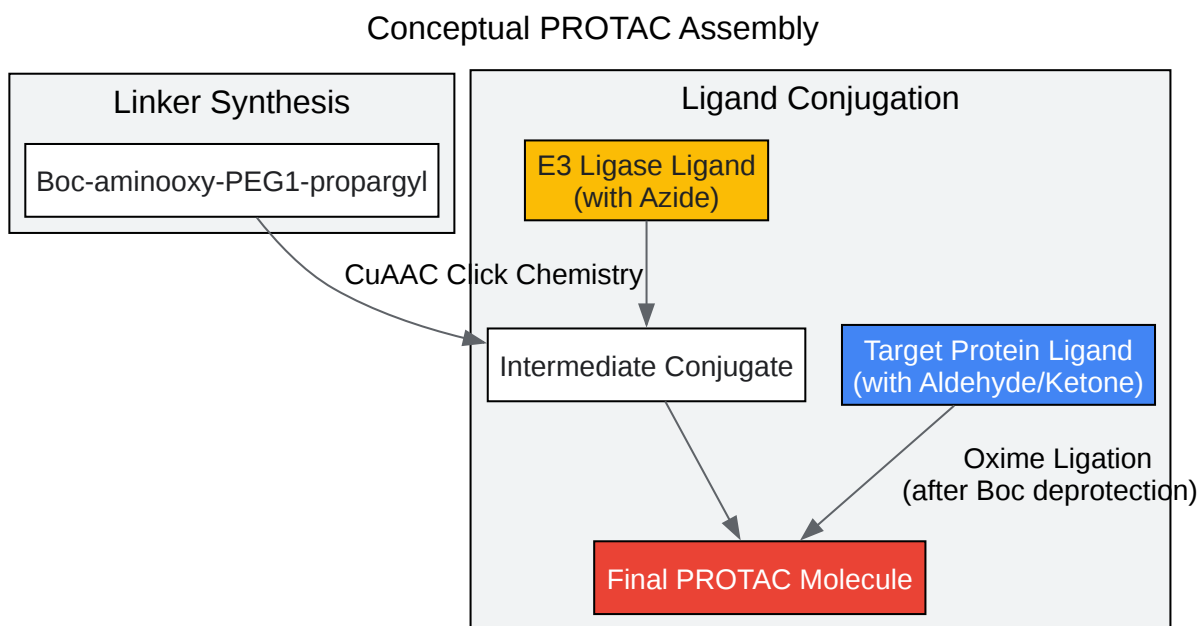 Conceptual PROTAC Assembly
Linker Synthesis
Boc-aminooxy-PEG1-propargyl
Ligand Conjugation
E3 Ligase Ligand
(with Azide)
CuAAC Click Chemistry
Intermediate Conjugate
Target Protein Ligand
(with Aldehyde/Ketone)
Oxime Ligation
(after Boc deprotection)
Final PROTAC Molecule